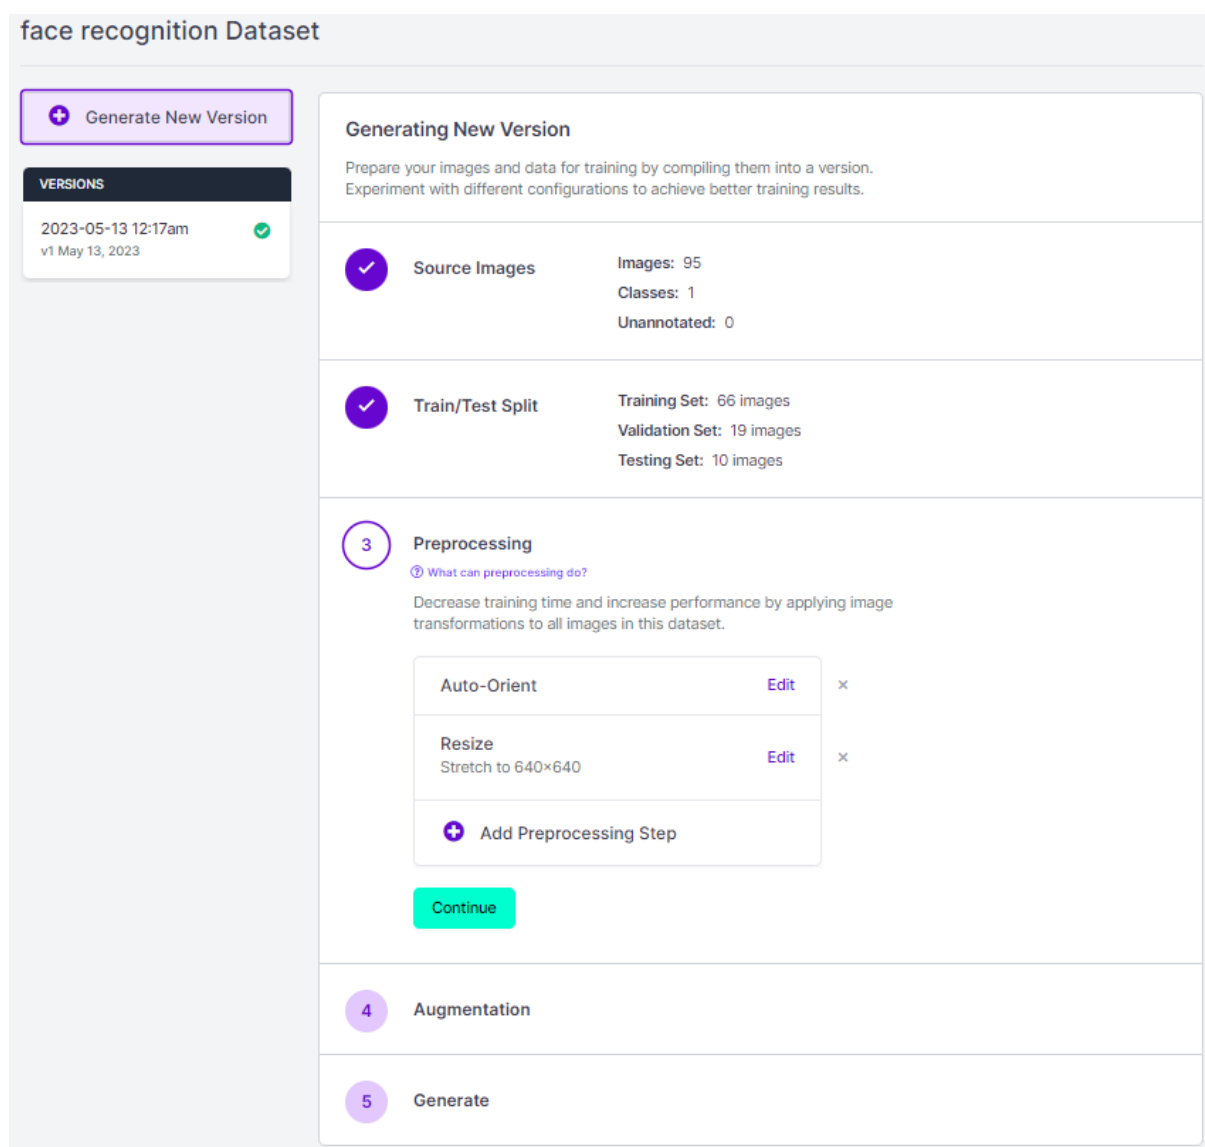 face recognition Dataset
Generate New Version
VERSIONS
2023-05-13 12:17am
v1 May 13, 2023
Generating New Version
Prepare your images and data for training by compiling them into a version.
Experiment with different configurations to achieve better training results.
Source Images
Images: 95
Classes: 1
Unannotated: 0
Train/Test Split
Training Set: 66 images
Validation Set: 19 images
Testing Set: 10 images
3 Preprocessing
What can preprocessing do?
Decrease training time and increase performance by applying image
transformations to all images in this dataset.
Auto-Orient Edit ×
Resize
Stretch to 640×640
Edit ×
Add Preprocessing Step
Continue
4 Augmentation
5 Generate